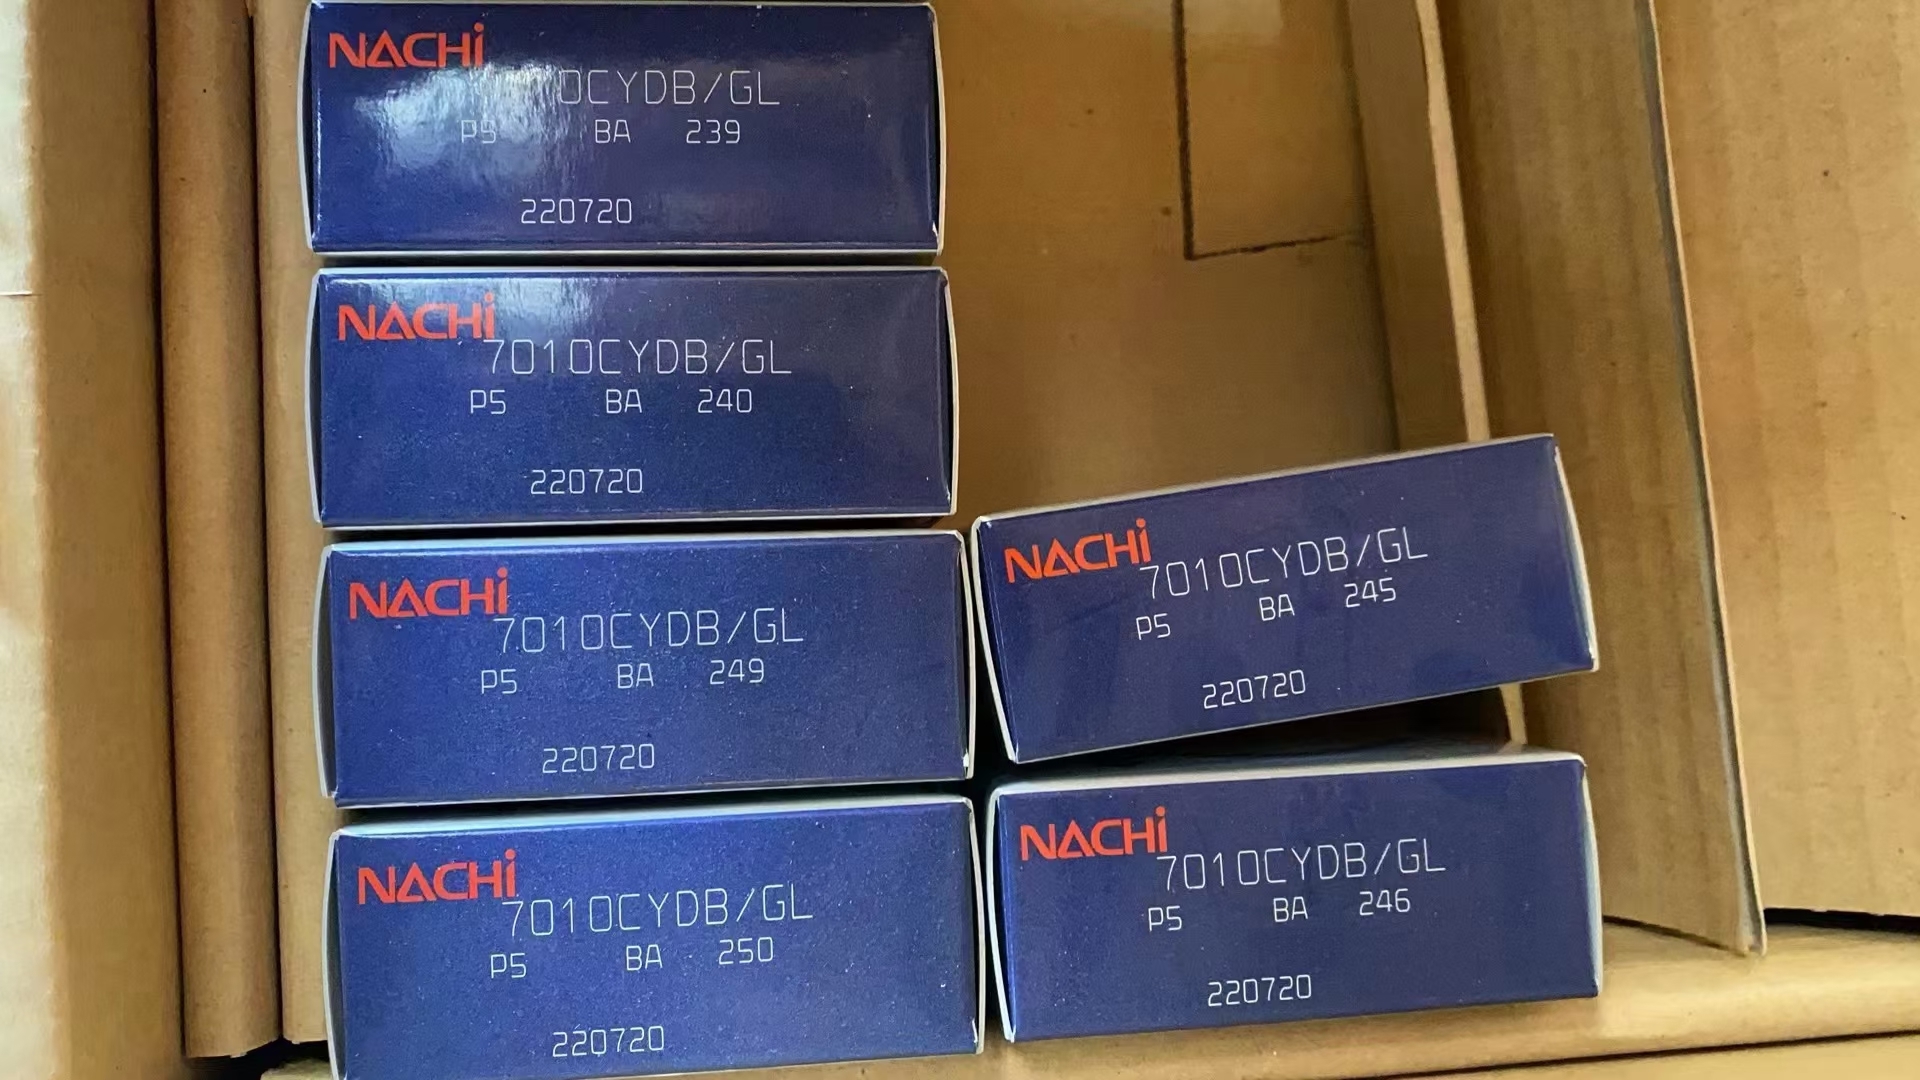 NACHi
0CYDB/GL
P5 BA 239
220720
NACHi
7010CYDB/GL
P5 BA 240
220720
NACHi
7010CYDB/GL
P5 BA 249
220720
NACHi
7010CYDB/GL
P5 BA 250
220720
NACHi
7010CYDB/GL
P5 BA 245
220720
NACHi
7010CYDB/GL
P5 BA 246
220720